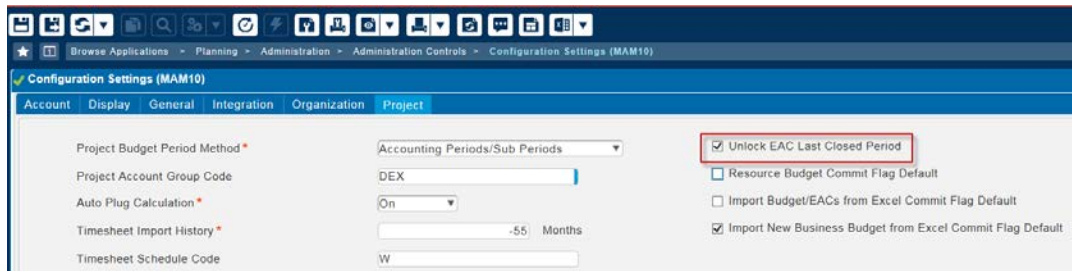 Browse Applications > Planning > Administration > Administration Controls > Configuration Settings (MAM10)
Configuration Settings (MAM10)
Account Display General Integration Organization Project
Project Budget Period Method * Accounting Periods/Sub Periods
Unlock EAC Last Closed Period
Project Account Group Code DEX
Resource Budget Commit Flag Default
Auto Plug Calculation * On
Import Budget/EACs from Excel Commit Flag Default
Timesheet Import History * -55 Months
Import New Business Budget from Excel Commit Flag Default
Timesheet Schedule Code W